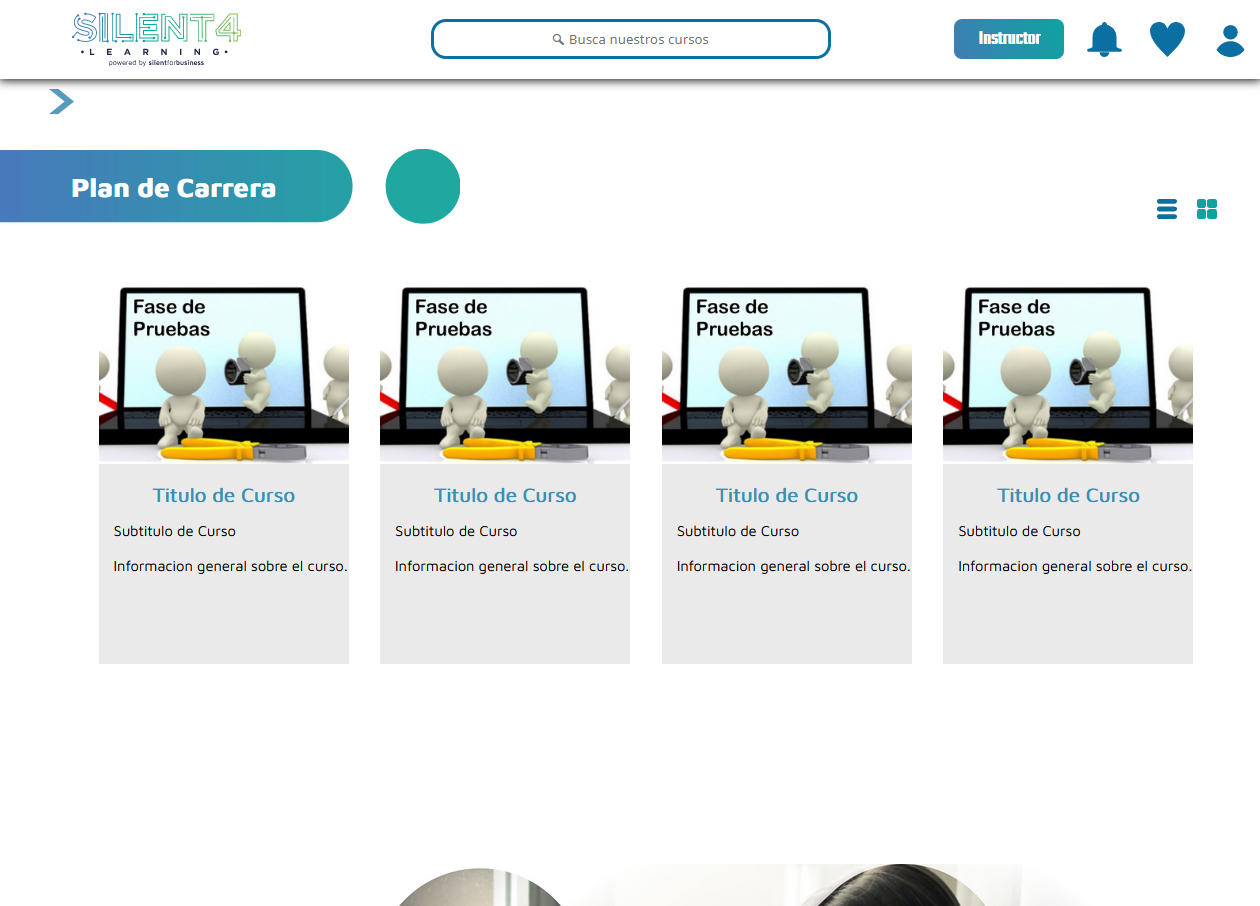 SILENT4
• L E A R N I N G •
powered by silentforbusiness
Busca nuestros cursos
Instructor
Plan de Carrera
Fase de
Pruebas
Titulo de Curso
Subtitulo de Curso
Informacion general sobre el curso.
Fase de
Pruebas
Titulo de Curso
Subtitulo de Curso
Informacion general sobre el curso.
Fase de
Pruebas
Titulo de Curso
Subtitulo de Curso
Informacion general sobre el curso.
Fase de
Pruebas
Titulo de Curso
Subtitulo de Curso
Informacion general sobre el curso.